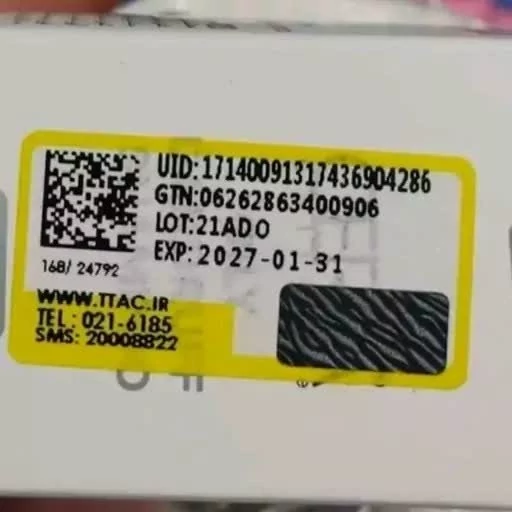 UID:17140091317436904286
GTN:06262863400906
LOT:21ADO
EXP: 2027-01-31
168/ 24792
WWW.TTAC.IR
TEL: 021-6185
SMS: 20008822